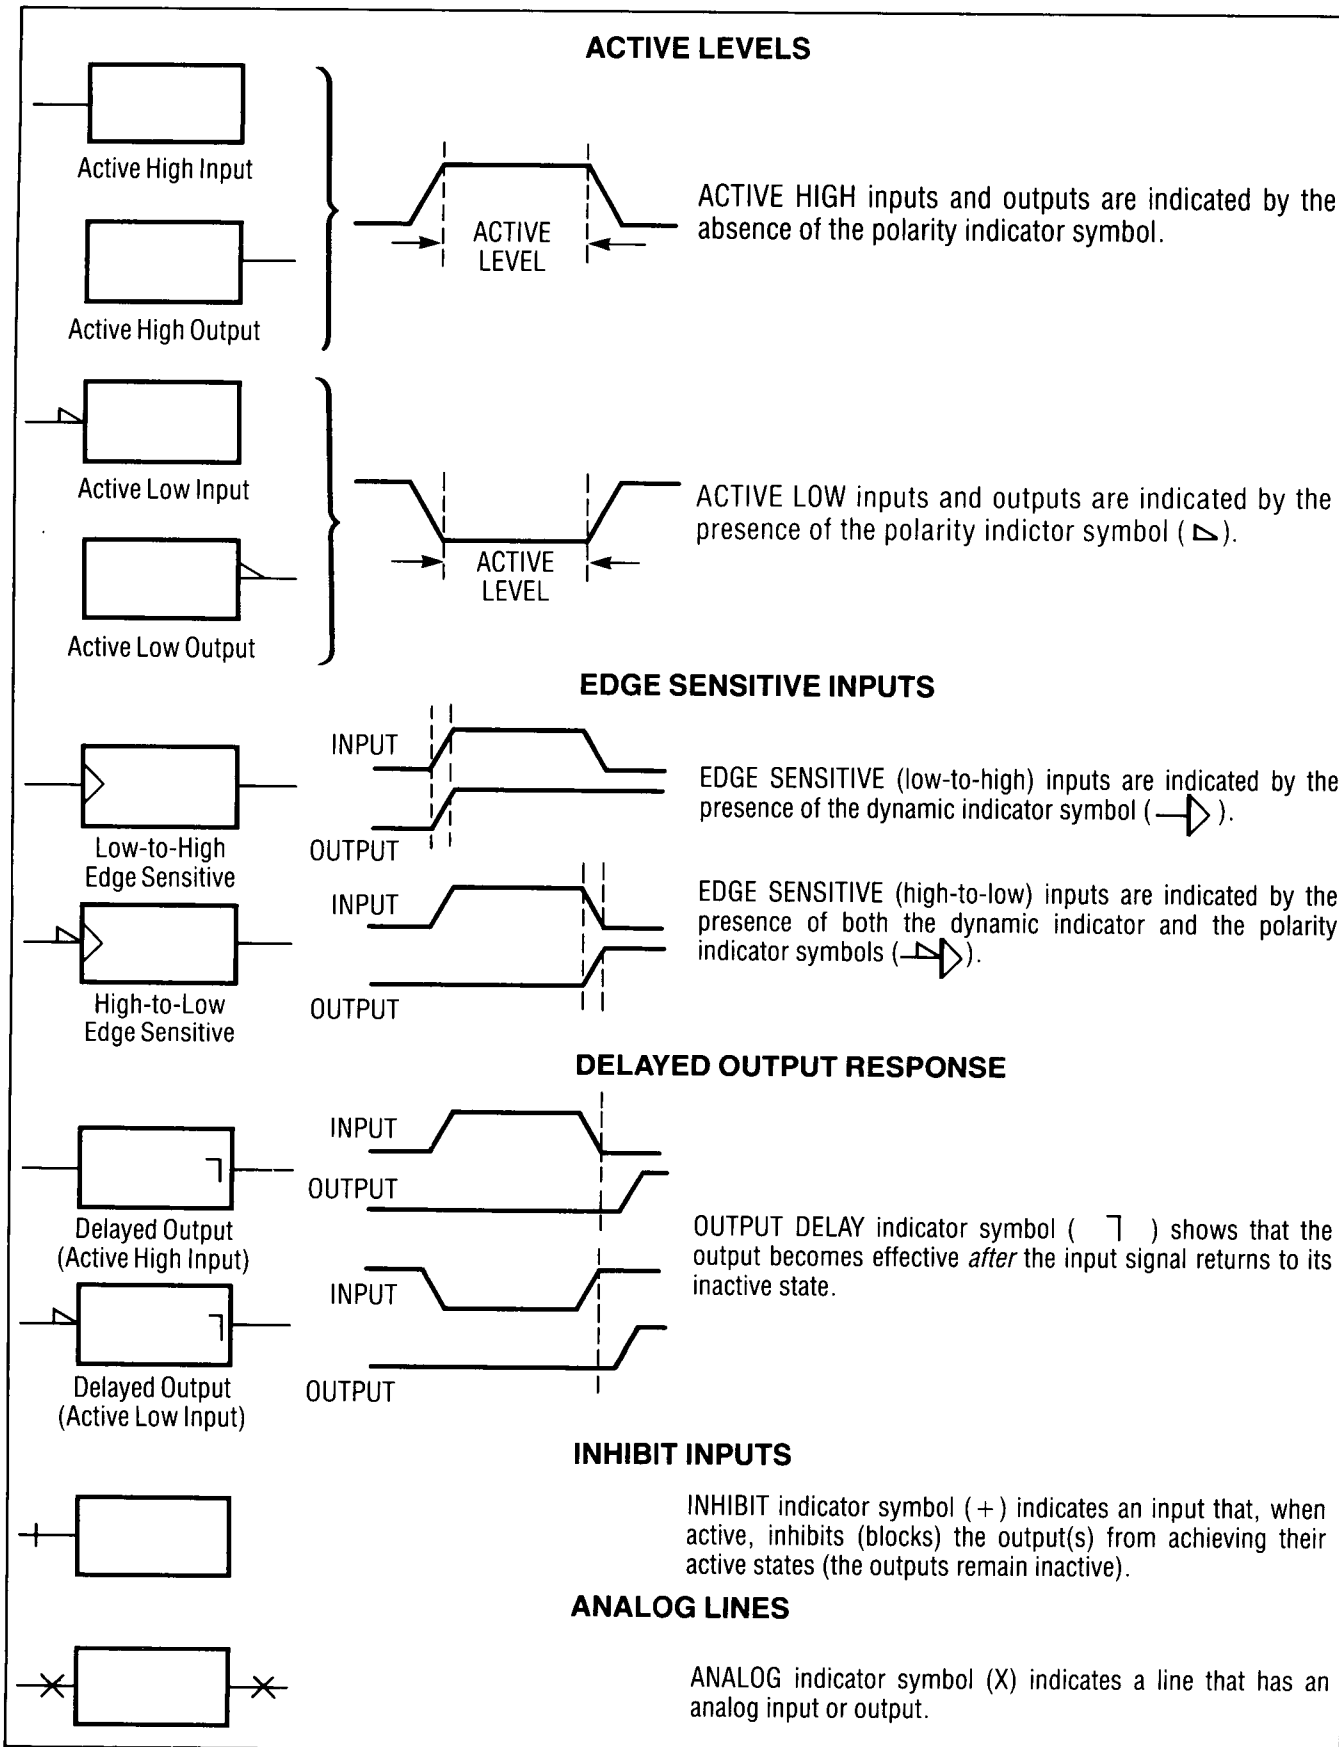 ACTIVE LEVELS
Active High Input
Active High Output
ACTIVE
LEVEL
ACTIVE HIGH inputs and outputs are indicated by the
absence of the polarity indicator symbol.
Active Low Input
Active Low Output
ACTIVE
LEVEL
ACTIVE LOW inputs and outputs are indicated by the
presence of the polarity indictor symbol ( ).
EDGE SENSITIVE INPUTS
Low-to-High
Edge Sensitive
INPUT
OUTPUT
EDGE SENSITIVE (low-to-high) inputs are indicated by the
presence of the dynamic indicator symbol ( ).
High-to-Low
Edge Sensitive
INPUT
OUTPUT
EDGE SENSITIVE (high-to-low) inputs are indicated by the
presence of both the dynamic indicator and the polarity
indicator symbols ( ).
DELAYED OUTPUT RESPONSE
Delayed Output
(Active High Input)
INPUT
OUTPUT
Delayed Output
(Active Low Input)
INPUT
OUTPUT
OUTPUT DELAY indicator symbol ( ㄱ ) shows that the
output becomes effective after the input signal returns to its
inactive state.
INHIBIT INPUTS
INHIBIT indicator symbol (+) indicates an input that, when
active, inhibits (blocks) the output(s) from achieving their
active states (the outputs remain inactive).
ANALOG LINES
ANALOG indicator symbol (X) indicates a line that has an
analog input or output.